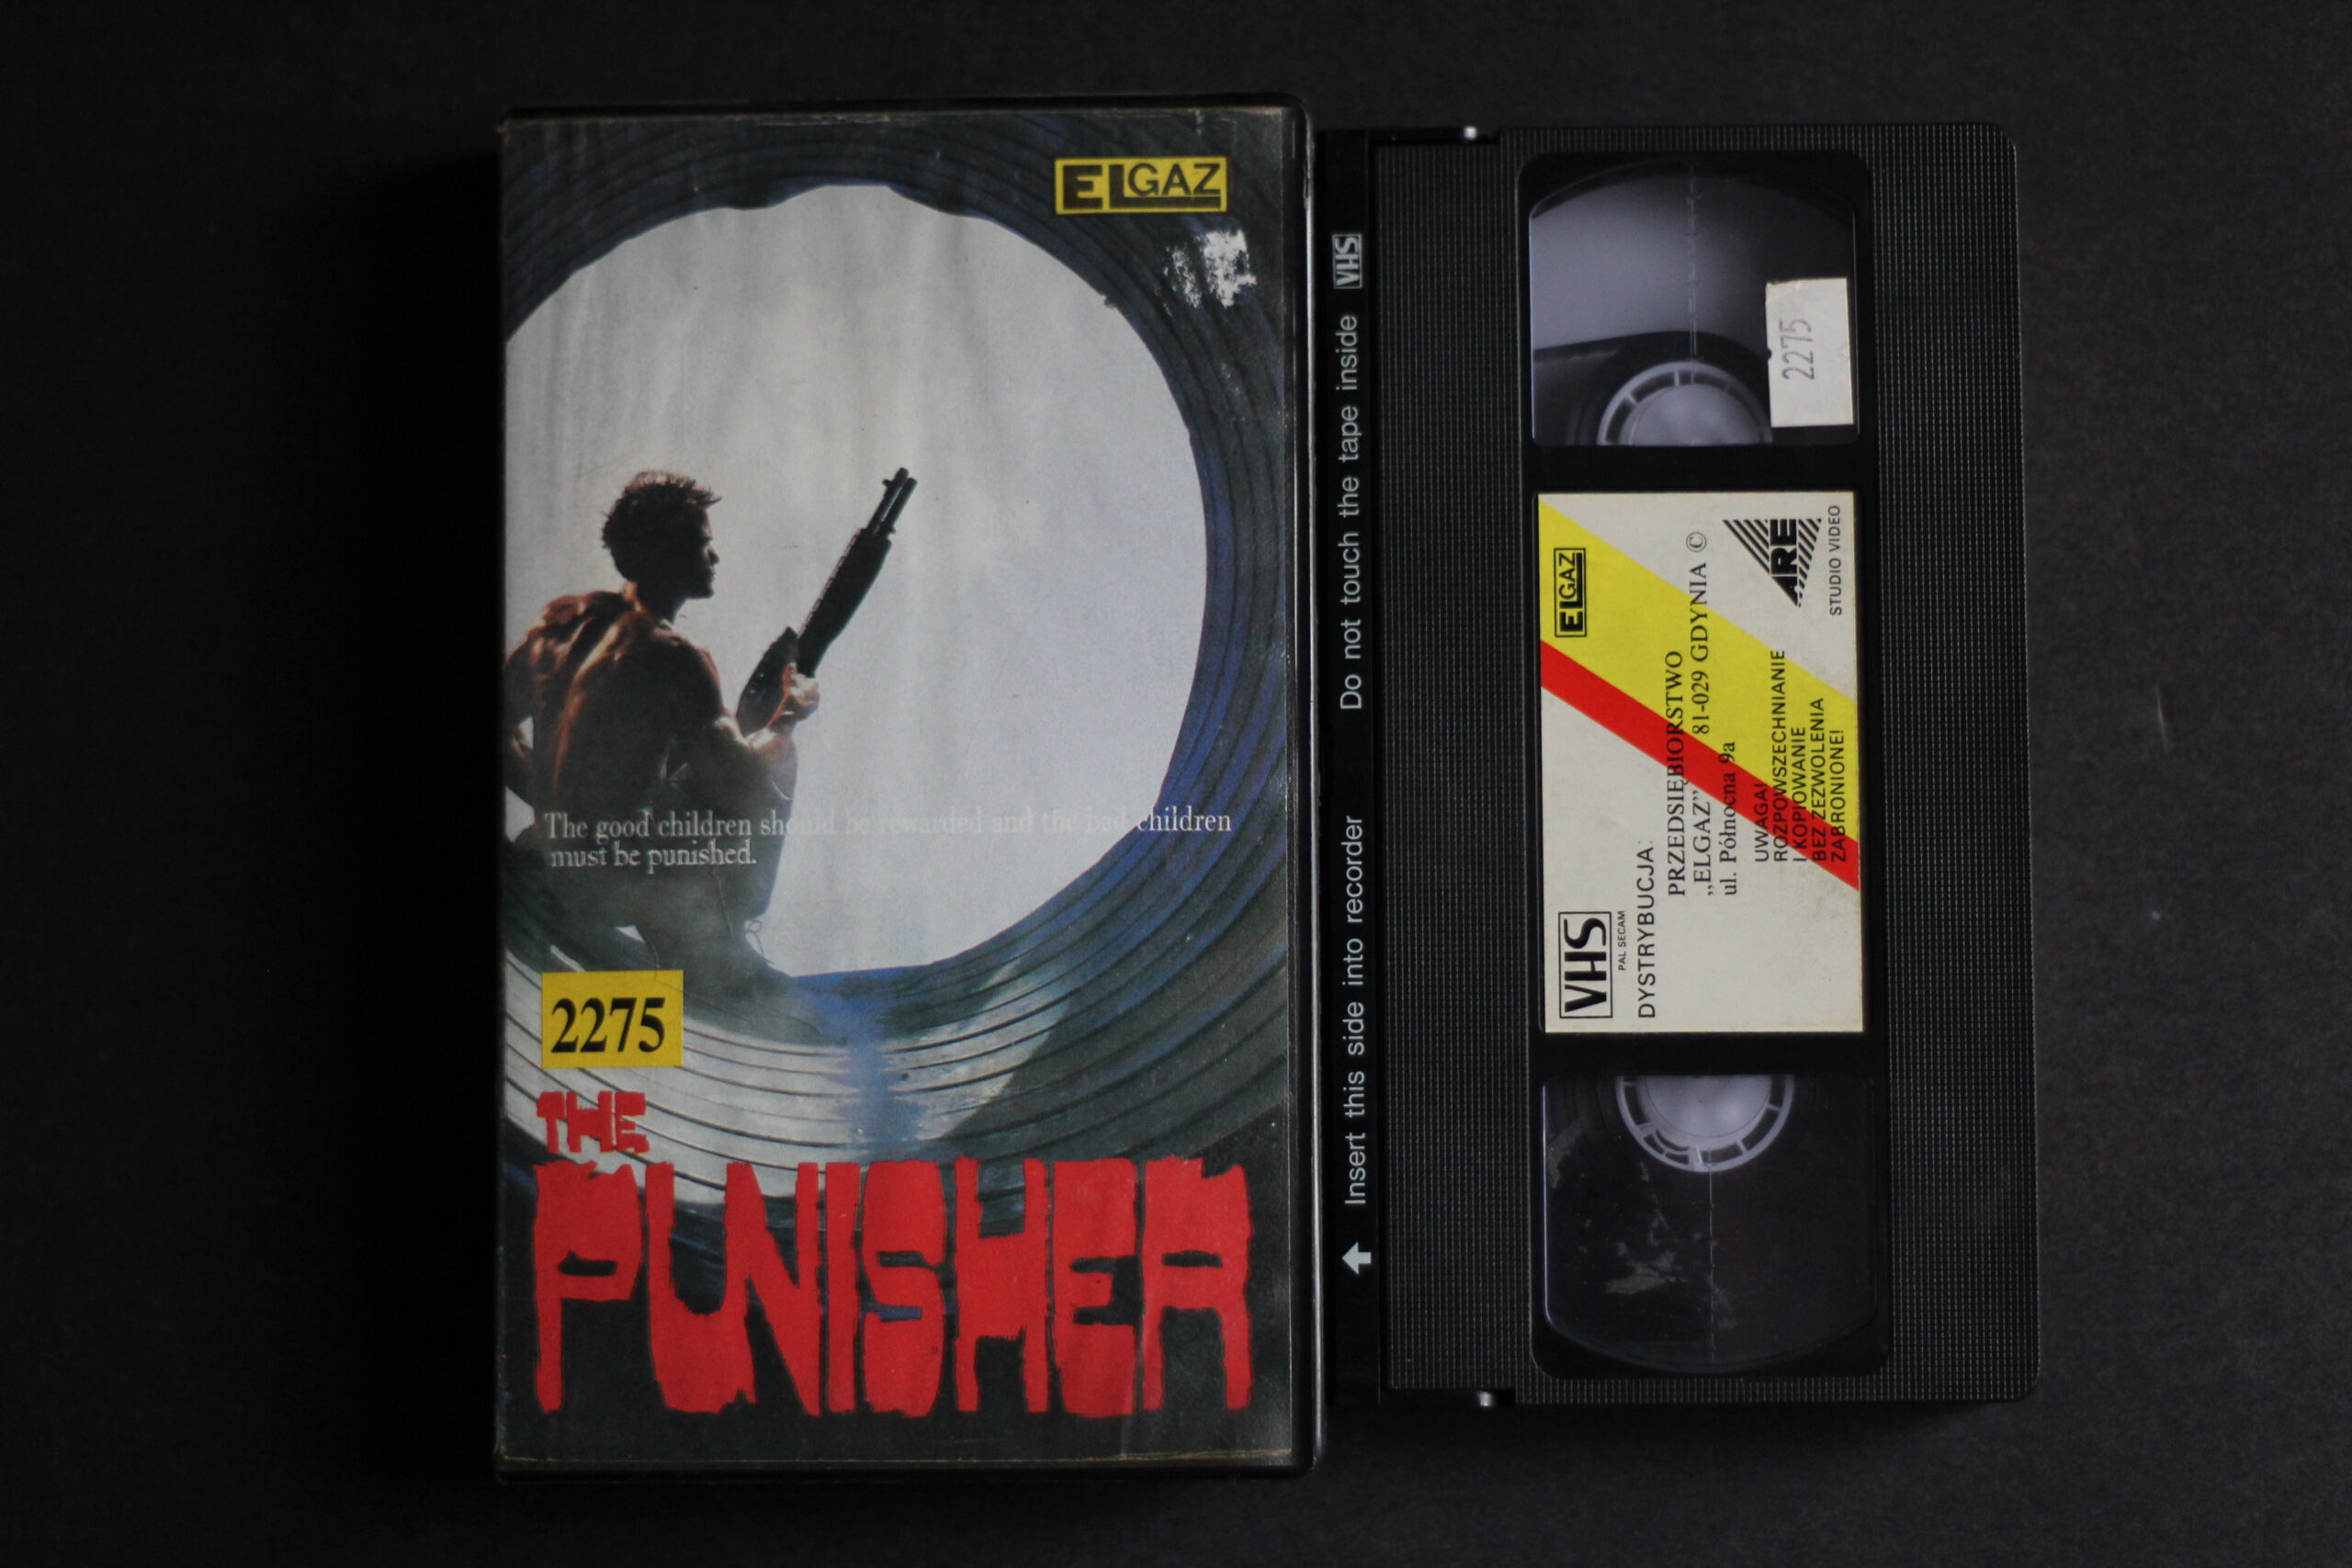 ELGAZ
The good children should be rewarded and the bad children
must be punished.
2275
THE
PUNISHER
VHS
Do not touch the tape inside
Insert this side into recorder
2275
ELGAZ
VHS
PAL SECAM
DYSTRYBUCJA:
PRZEDSIĘBIORSTWO
„ELGAZ” 81-029 GDYNIA ©
ul. Północna 9a
UWAGA!
ROZPOWSZECHNIANIE
I KOPIOWANIE
BEZ ZEZWOLENIA
ZABRONIONE!
ARE
STUDIO VIDEO